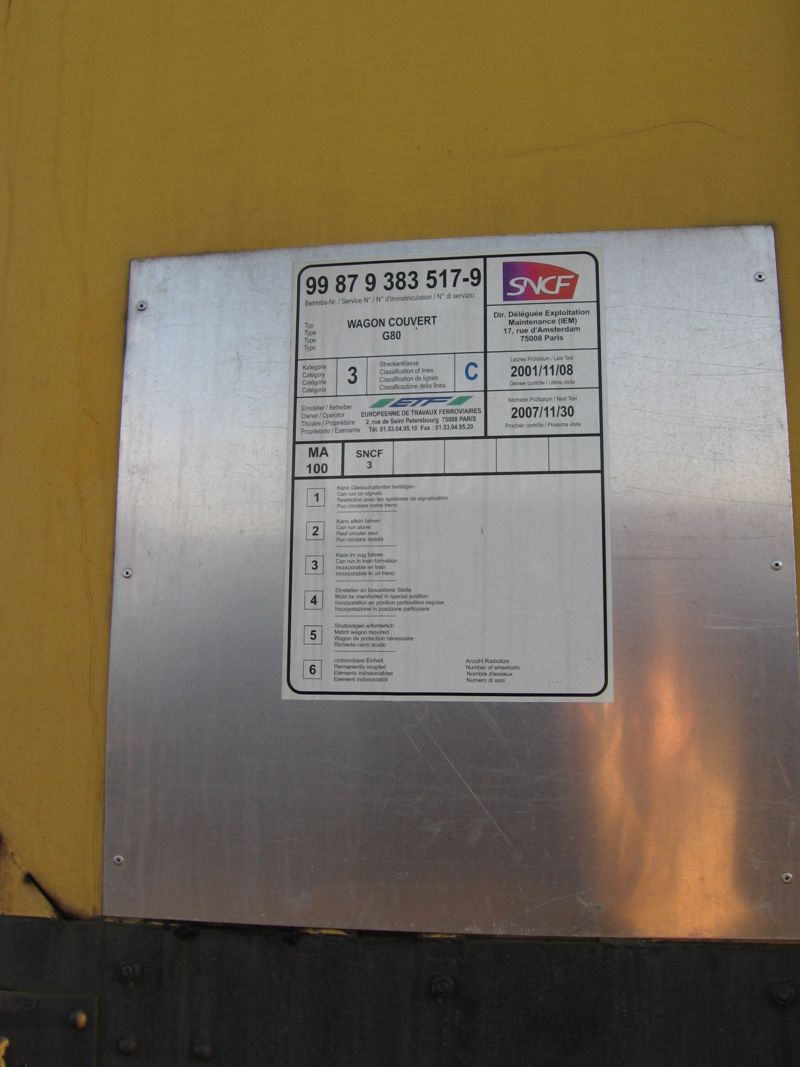 99 87 9 383 517-9
Betriebs-Nr. / Service N° / N° d'immatriculation / N° di servizio
SNCF
Dir. Déléguée Exploitation
Maintenance (IEM)
17, rue d'Amsterdam
75008 Paris
Typ
Type
Type
Tipo
WAGON COUVERT
G80
Kategorie
Category
Catégorie
Categoria
3
Streckenklasse
Classification of lines
Classification de lignes
Classificazione della linea
C
Letztes Prüfdatum / Last Test
2001/11/08
Dernier contrôle / Ultima visita
Einsteller / Betreiber
Owner / Operator
Titulaire / Propriétaire
Proprietario / Esercente
ETF
EUROPEENNE DE TRAVAUX FERROVIAIRES
2, rue de Saint Petersbourg 75008 PARIS
Tél. 01.53.04.95.10 Fax : 01.53.04.95.20
Nächstes Prüfdatum / Next Test
2007/11/30
Prochain contrôle / Prossima visita
MA
100
SNCF
3
1
Kann Gleisschaltmittel betätigen
Can run on signals
Restriction avec les systèmes de signalisation
Puo circolare come treno
2
Kann allein fahren
Can run alone
Peut circuler seul
Puo circolare isolata
3
Kann im zug fahren
Can run in train formation
Incorporable en train
Incorporabile in un treno
4
Einstellen an besonderer Stelle
Must be marshalled in special position
Incorporation en position particulière requise
Incorporazione in posizione particolare
5
Shutzwagen erforderlich
Match wagon required
Wagon de protection nécessaire
Richiede carro scudo
6
Untrennbare Einheit
Permanently coupled
Eléments indissociables
Elementi indissociabili
Anzahl Radsätze
Number of wheelsets
Nombre d'essieux
Numero di assi
....